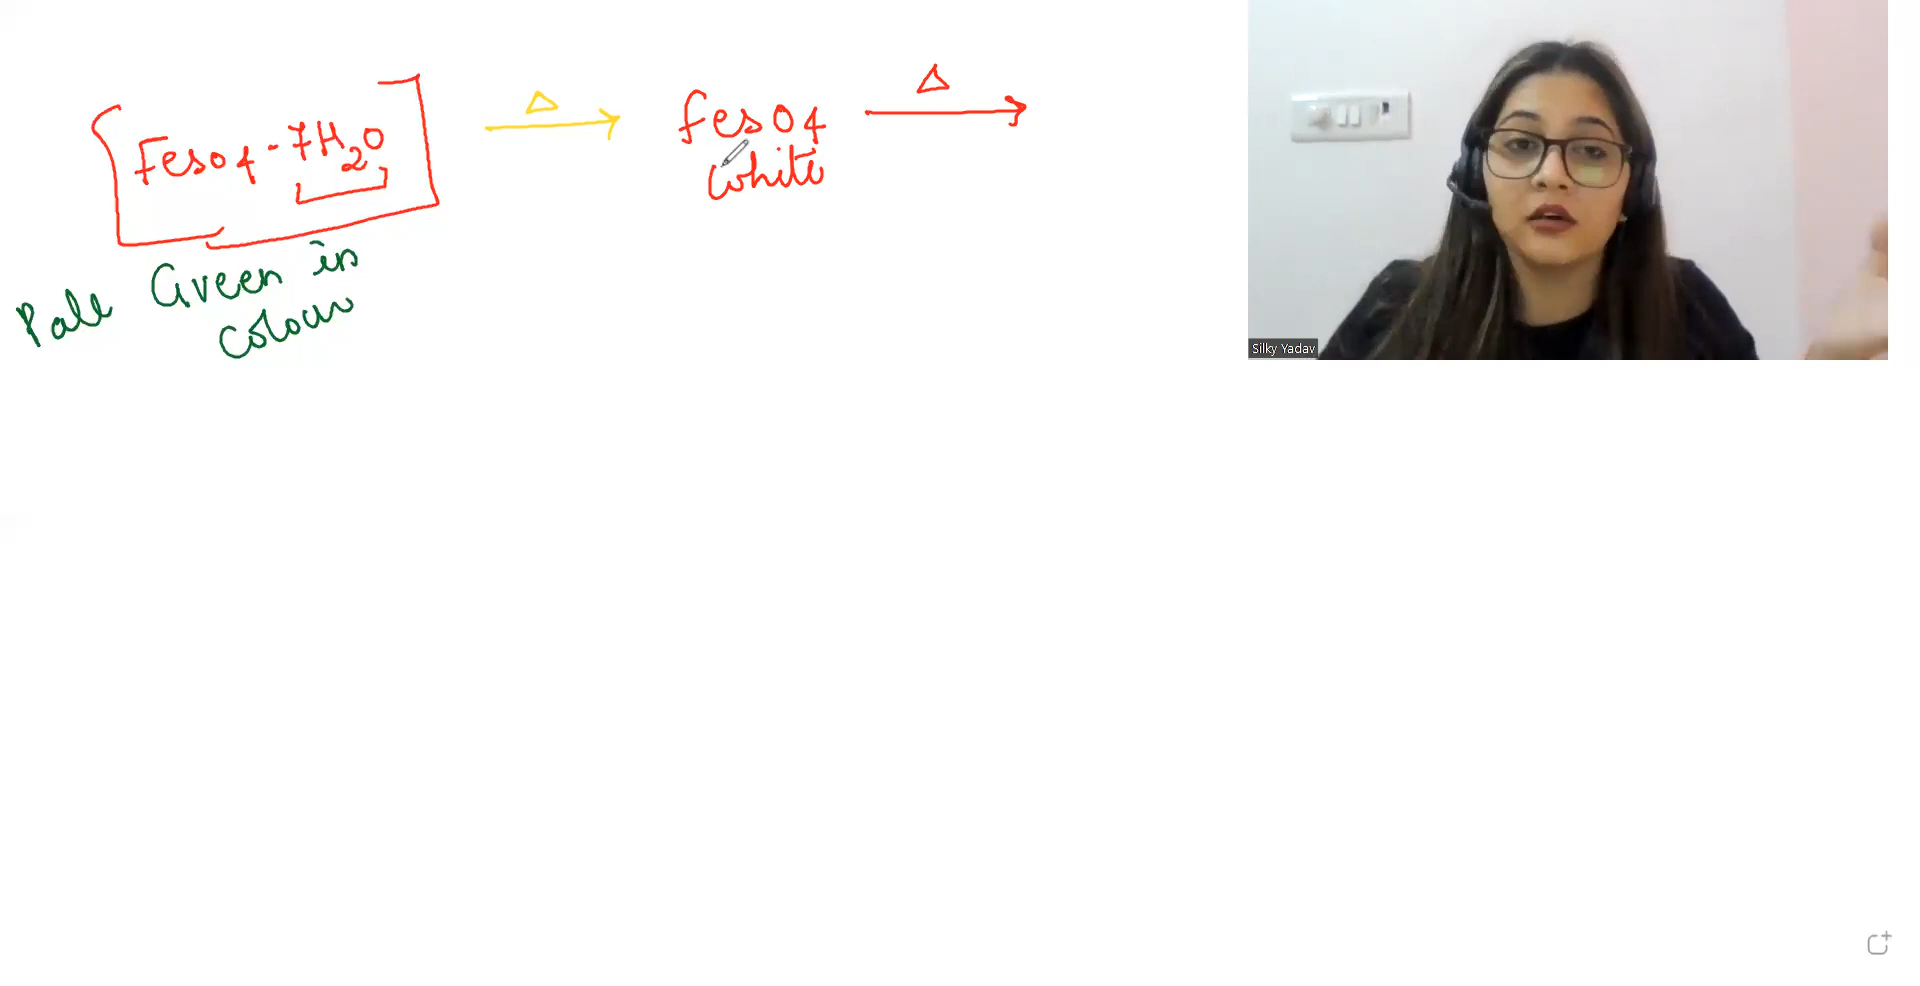 FeSO4 · 7H2O
Δ
FeSO4
Δ
white
Pale Green in
Colour
Silky Yadav